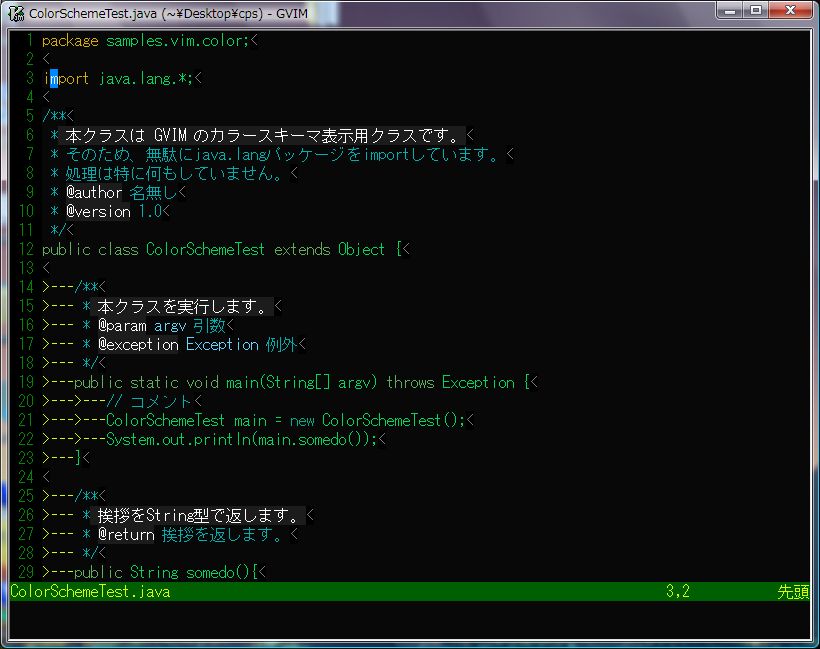 ColorSchemeTest.java (~¥Desktop¥cps) - GVIM
1 package samples.vim.color;<
2 <
3 import java.lang.*;<
4 <
5 /**<
6  * 本クラスは GVIM のカラースキーマ表示用クラスです。<
7  * そのため、無駄にjava.langパッケージをimportしています。<
8  * 処理は特に何もしていません。<
9  * @author 名無し<
10  * @version 1.0<
11  */<
12 public class ColorSchemeTest extends Object {<
13 <
14 >---/**<
15 >--- * 本クラスを実行します。<
16 >--- * @param argv 引数<
17 >--- * @exception Exception 例外<
18 >--- */<
19 >---public static void main(String[] argv) throws Exception {<
20 >--->---// コメント<
21 >--->---ColorSchemeTest main = new ColorSchemeTest();<
22 >--->---System.out.println(main.somedo());<
23 >---}<
24 <
25 >---/**<
26 >--- * 挨拶をString型で返します。<
27 >--- * @return 挨拶を返します。<
28 >--- */<
29 >---public String somedo(){<
ColorSchemeTest.java 3,2 先頭